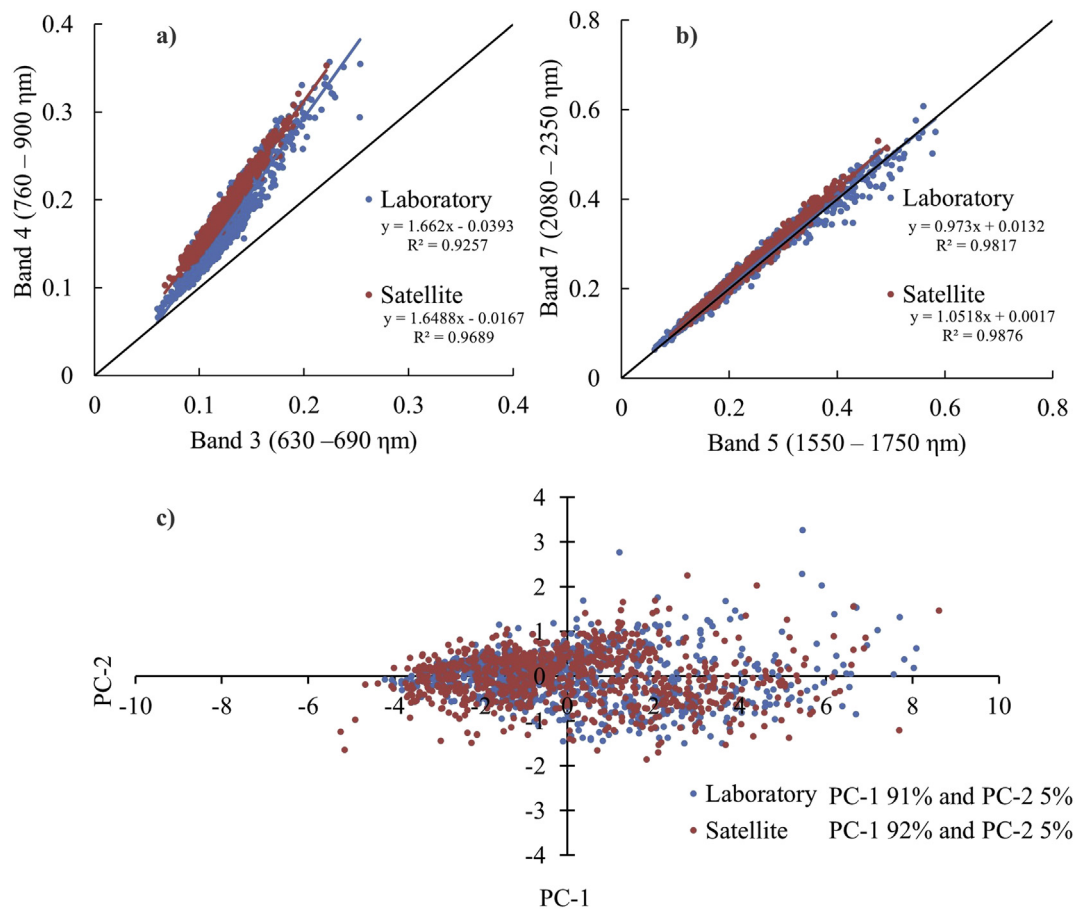 a)
0.4
0.3
0.2
0.1
0
0
0.1
0.2
0.3
0.4
Band 4 (760 – 900 ηm)
Band 3 (630 –690 ηm)
Laboratory
y = 1.662x - 0.0393
R² = 0.9257
Satellite
y = 1.6488x - 0.0167
R² = 0.9689
b)
0.8
0.6
0.4
0.2
0
0
0.2
0.4
0.6
0.8
Band 7 (2080 – 2350 ηm)
Band 5 (1550 – 1750 ηm)
Laboratory
y = 0.973x + 0.0132
R² = 0.9817
Satellite
y = 1.0518x + 0.0017
R² = 0.9876
c)
4
3
2
1
0
-1
-2
-3
-4
-10
-8
-6
-4
-2
0
2
4
6
8
10
PC-2
PC-1
Laboratory PC-1 91% and PC-2 5%
Satellite PC-1 92% and PC-2 5%